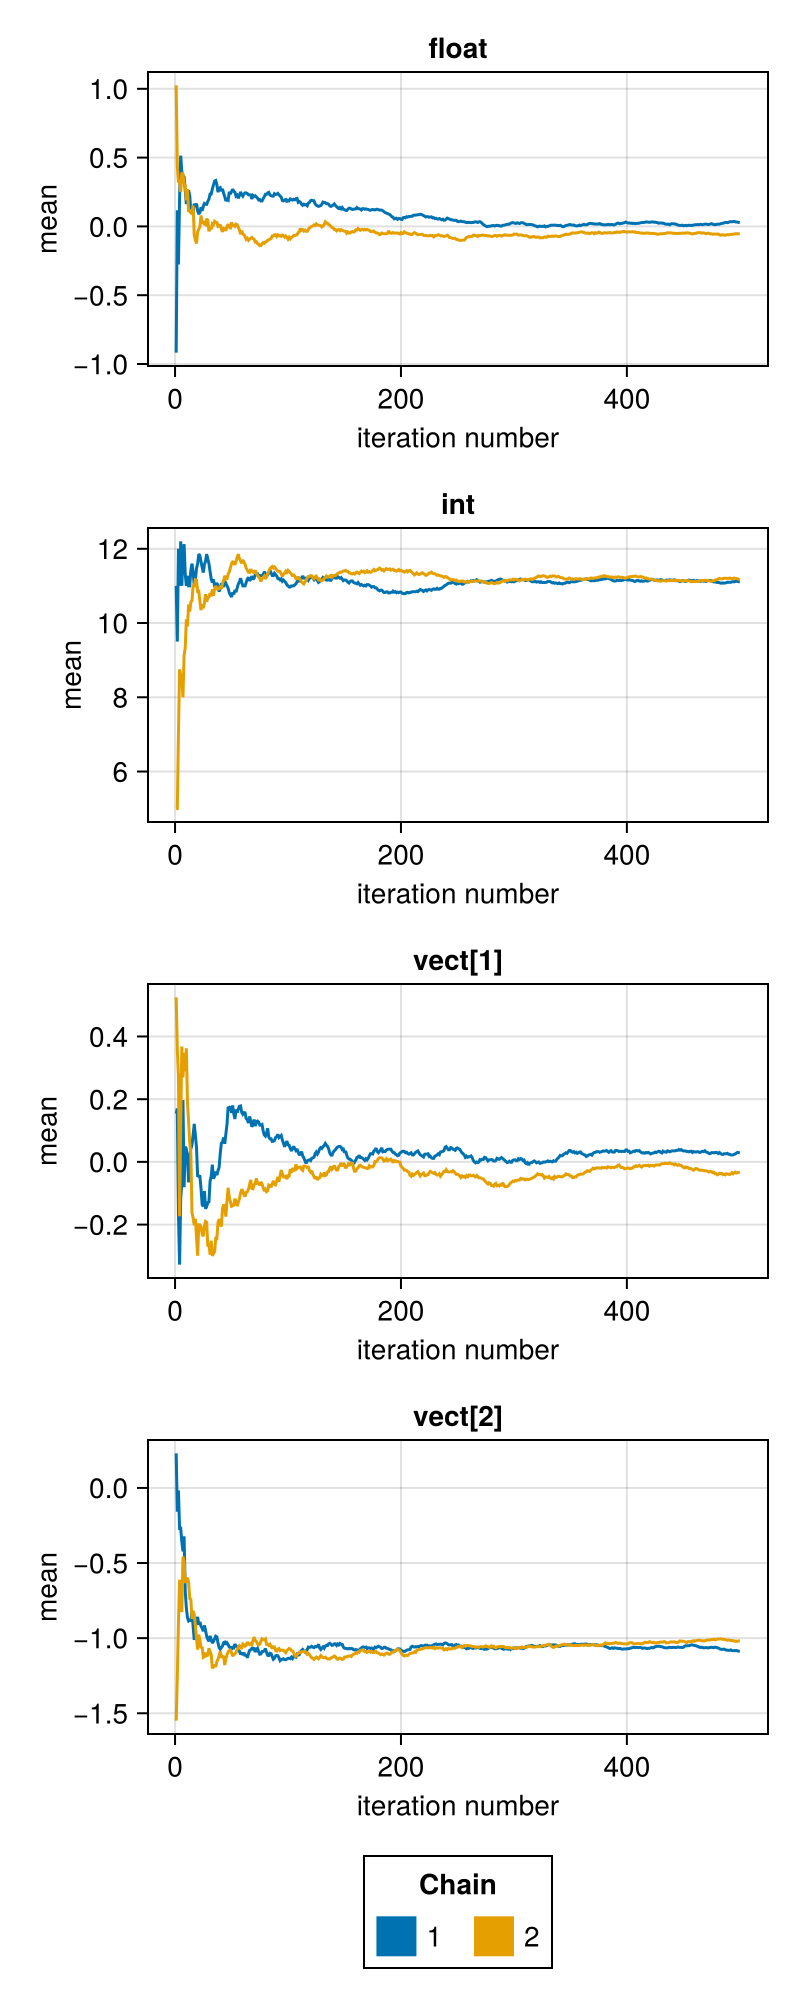 float
1.0
0.5
0.0
−0.5
−1.0
mean
0 200 400
iteration number
int
12
10
8
6
mean
0 200 400
iteration number
vect[1]
0.4
0.2
0.0
−0.2
mean
0 200 400
iteration number
vect[2]
0.0
−0.5
−1.0
−1.5
mean
0 200 400
iteration number
Chain
1 2